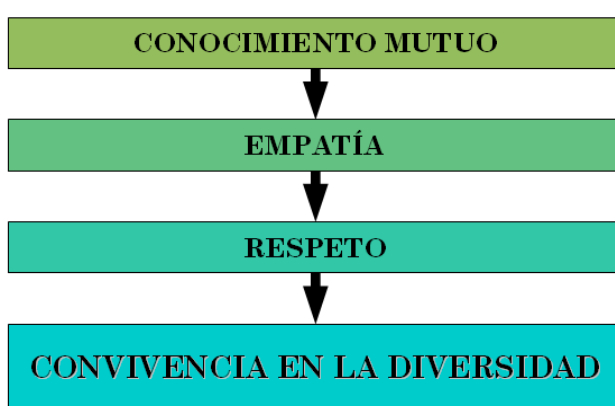 CONOCIMIENTO MUTUO
EMPATÍA
RESPETO
CONVIVENCIA EN LA DIVERSIDAD